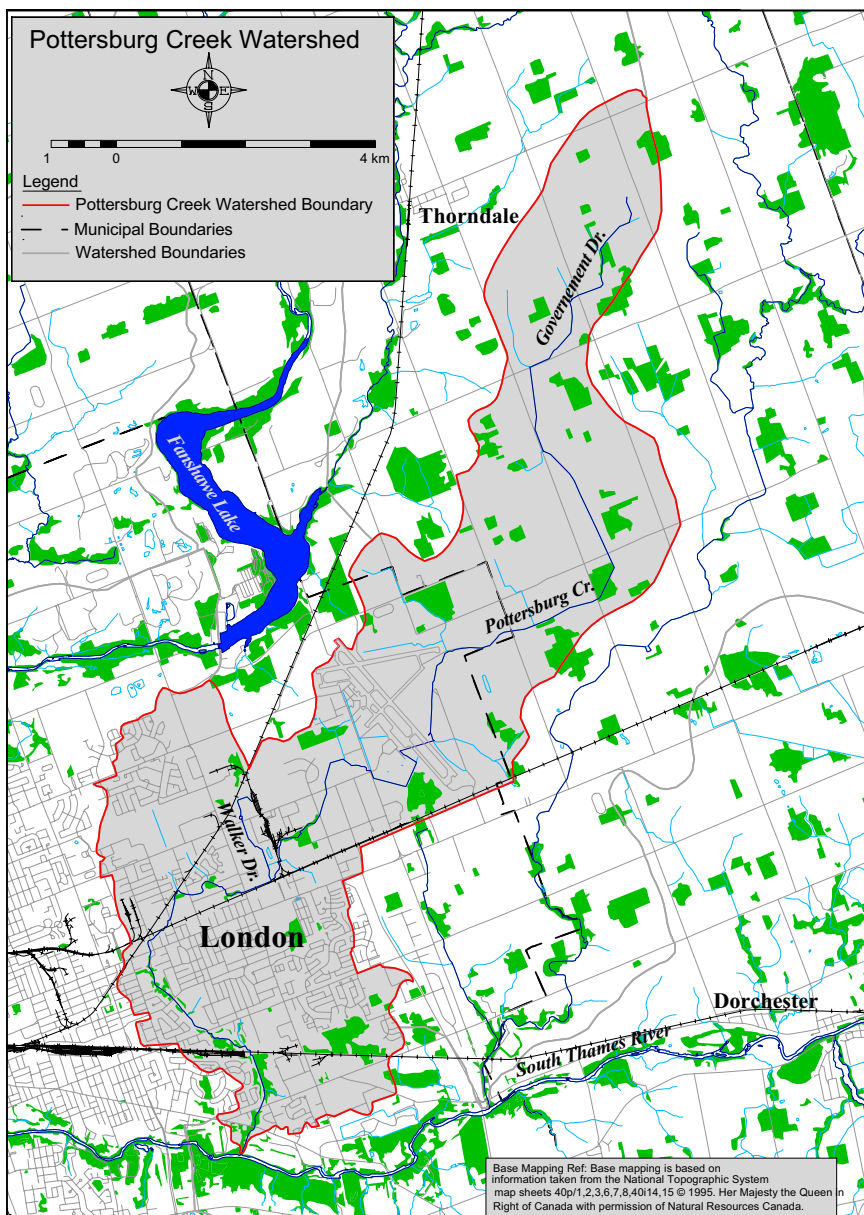 Pottersburg Creek Watershed
N
W E
S
1 0 4 km
Legend
Pottersburg Creek Watershed Boundary
Municipal Boundaries
Watershed Boundaries
Thorndale
Governement Dr.
Fanshawe Lake
Pottersburg Cr.
Walker Dr.
London
Dorchester
South Thames River
Base Mapping Ref: Base mapping is based on
information taken from the National Topographic System
map sheets 40p/1,2,3,6,7,8,40i14,15 © 1995. Her Majesty the Queen in
Right of Canada with permission of Natural Resources Canada.